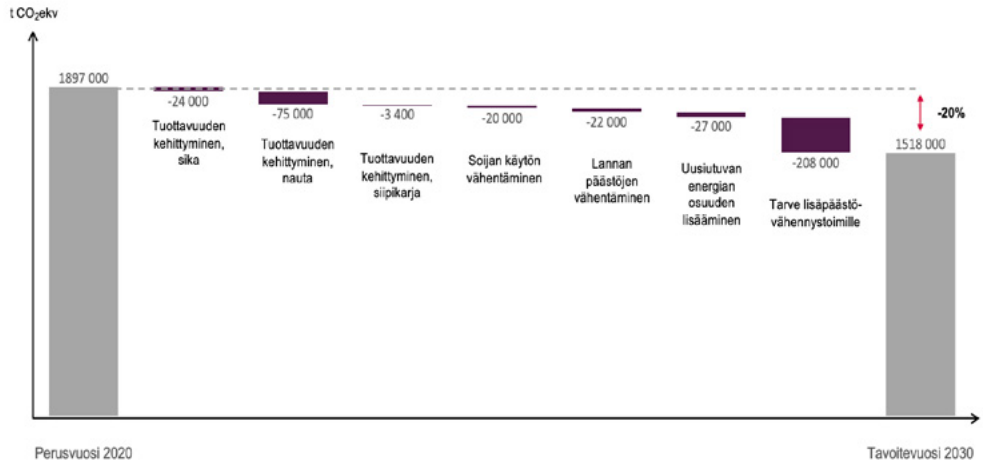 t CO₂ekv
1897 000
-24 000
Tuottavuuden
kehittyminen,
sika
-75 000
Tuottavuuden
kehittyminen,
nauta
-3 400
Tuottavuuden
kehittyminen,
siipikarja
-20 000
Soijan käytön
vähentäminen
-22 000
Lannan
päästöjen
vähentäminen
-27 000
Uusiutuvan
energian
osuuden
lisääminen
-208 000
Tarve lisäpäästö-
vähennystoimille
-20%
1518 000
Perusvuosi 2020
Tavoitevuosi 2030